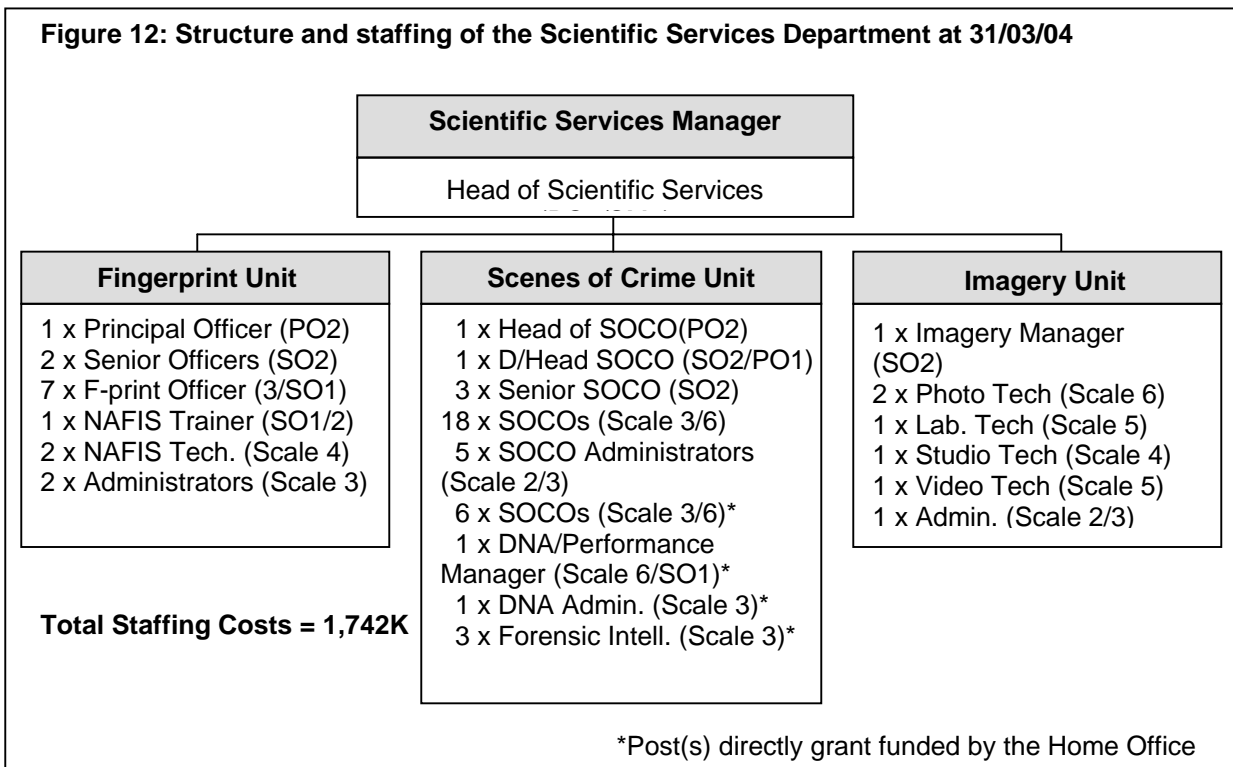 Figure 12: Structure and staffing of the Scientific Services Department at 31/03/04
Scientific Services Manager
Head of Scientific Services
Fingerprint Unit
1 x Principal Officer (PO2)
2 x Senior Officers (SO2)
7 x F-print Officer (3/SO1)
1 x NAFIS Trainer (SO1/2)
2 x NAFIS Tech. (Scale 4)
2 x Administrators (Scale 3)
Scenes of Crime Unit
1 x Head of SOCO(PO2)
1 x D/Head SOCO (SO2/PO1)
3 x Senior SOCO (SO2)
18 x SOCOs (Scale 3/6)
5 x SOCO Administrators
(Scale 2/3)
6 x SOCOs (Scale 3/6)*
1 x DNA/Performance
Manager (Scale 6/SO1)*
1 x DNA Admin. (Scale 3)*
3 x Forensic Intell. (Scale 3)*
Imagery Unit
1 x Imagery Manager
(SO2)
2 x Photo Tech (Scale 6)
1 x Lab. Tech (Scale 5)
1 x Studio Tech (Scale 4)
1 x Video Tech (Scale 5)
1 x Admin. (Scale 2/3)
Total Staffing Costs = 1,742K
*Post(s) directly grant funded by the Home Office